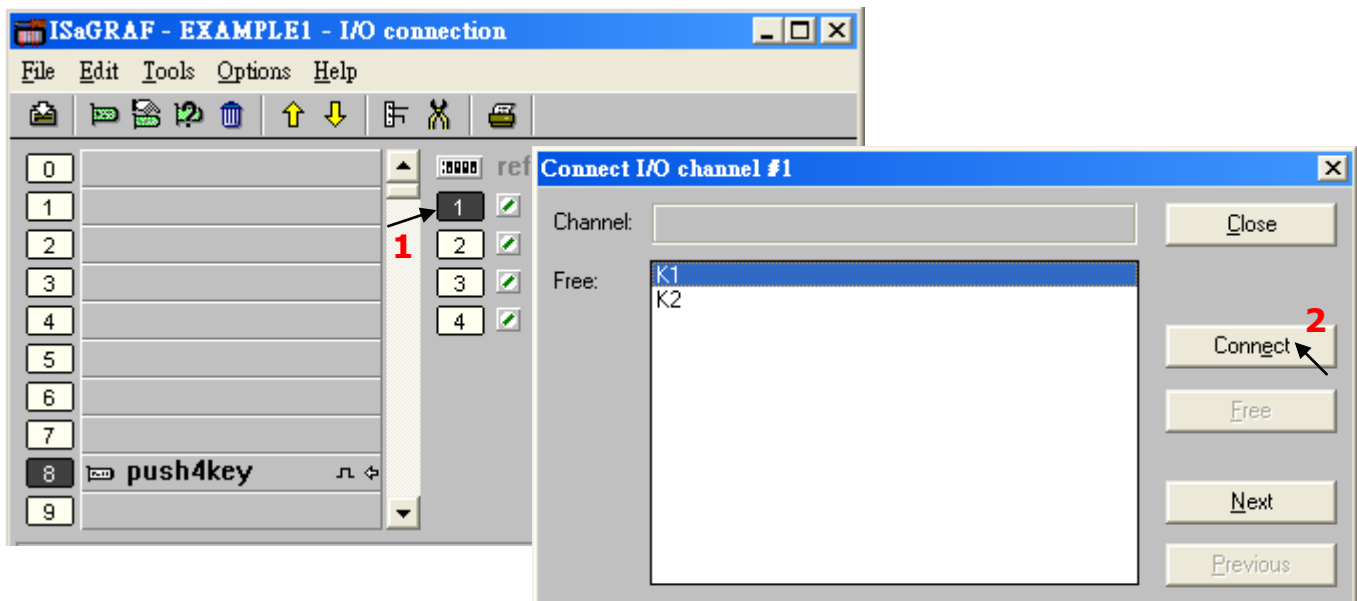 ISaGRAF - EXAMPLE1 - I/O connection
File Edit Tools Options Help
0
1
2
3
4
5
6
7
8 push4key
9
ref
1
2
3
4
1
Connect I/O channel #1
Channel:
Close
Free:
K1
K2
2
Connect
Free
Next
Previous